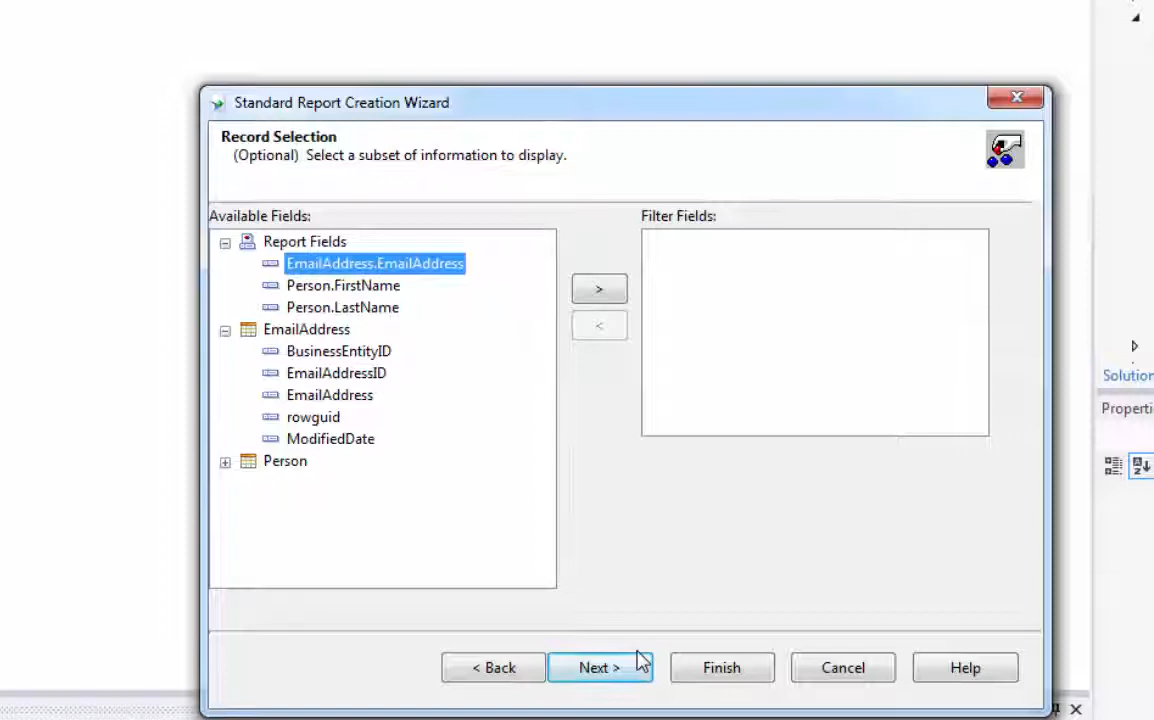 Standard Report Creation Wizard
Record Selection
(Optional) Select a subset of information to display.
Available Fields:
Filter Fields:
Report Fields
EmailAddress.EmailAddress
Person.FirstName
Person.LastName
EmailAddress
BusinessEntityID
EmailAddressID
EmailAddress
rowguid
ModifiedDate
Person
>
<
< Back
Next >
Finish
Cancel
Help
Solution
Properti